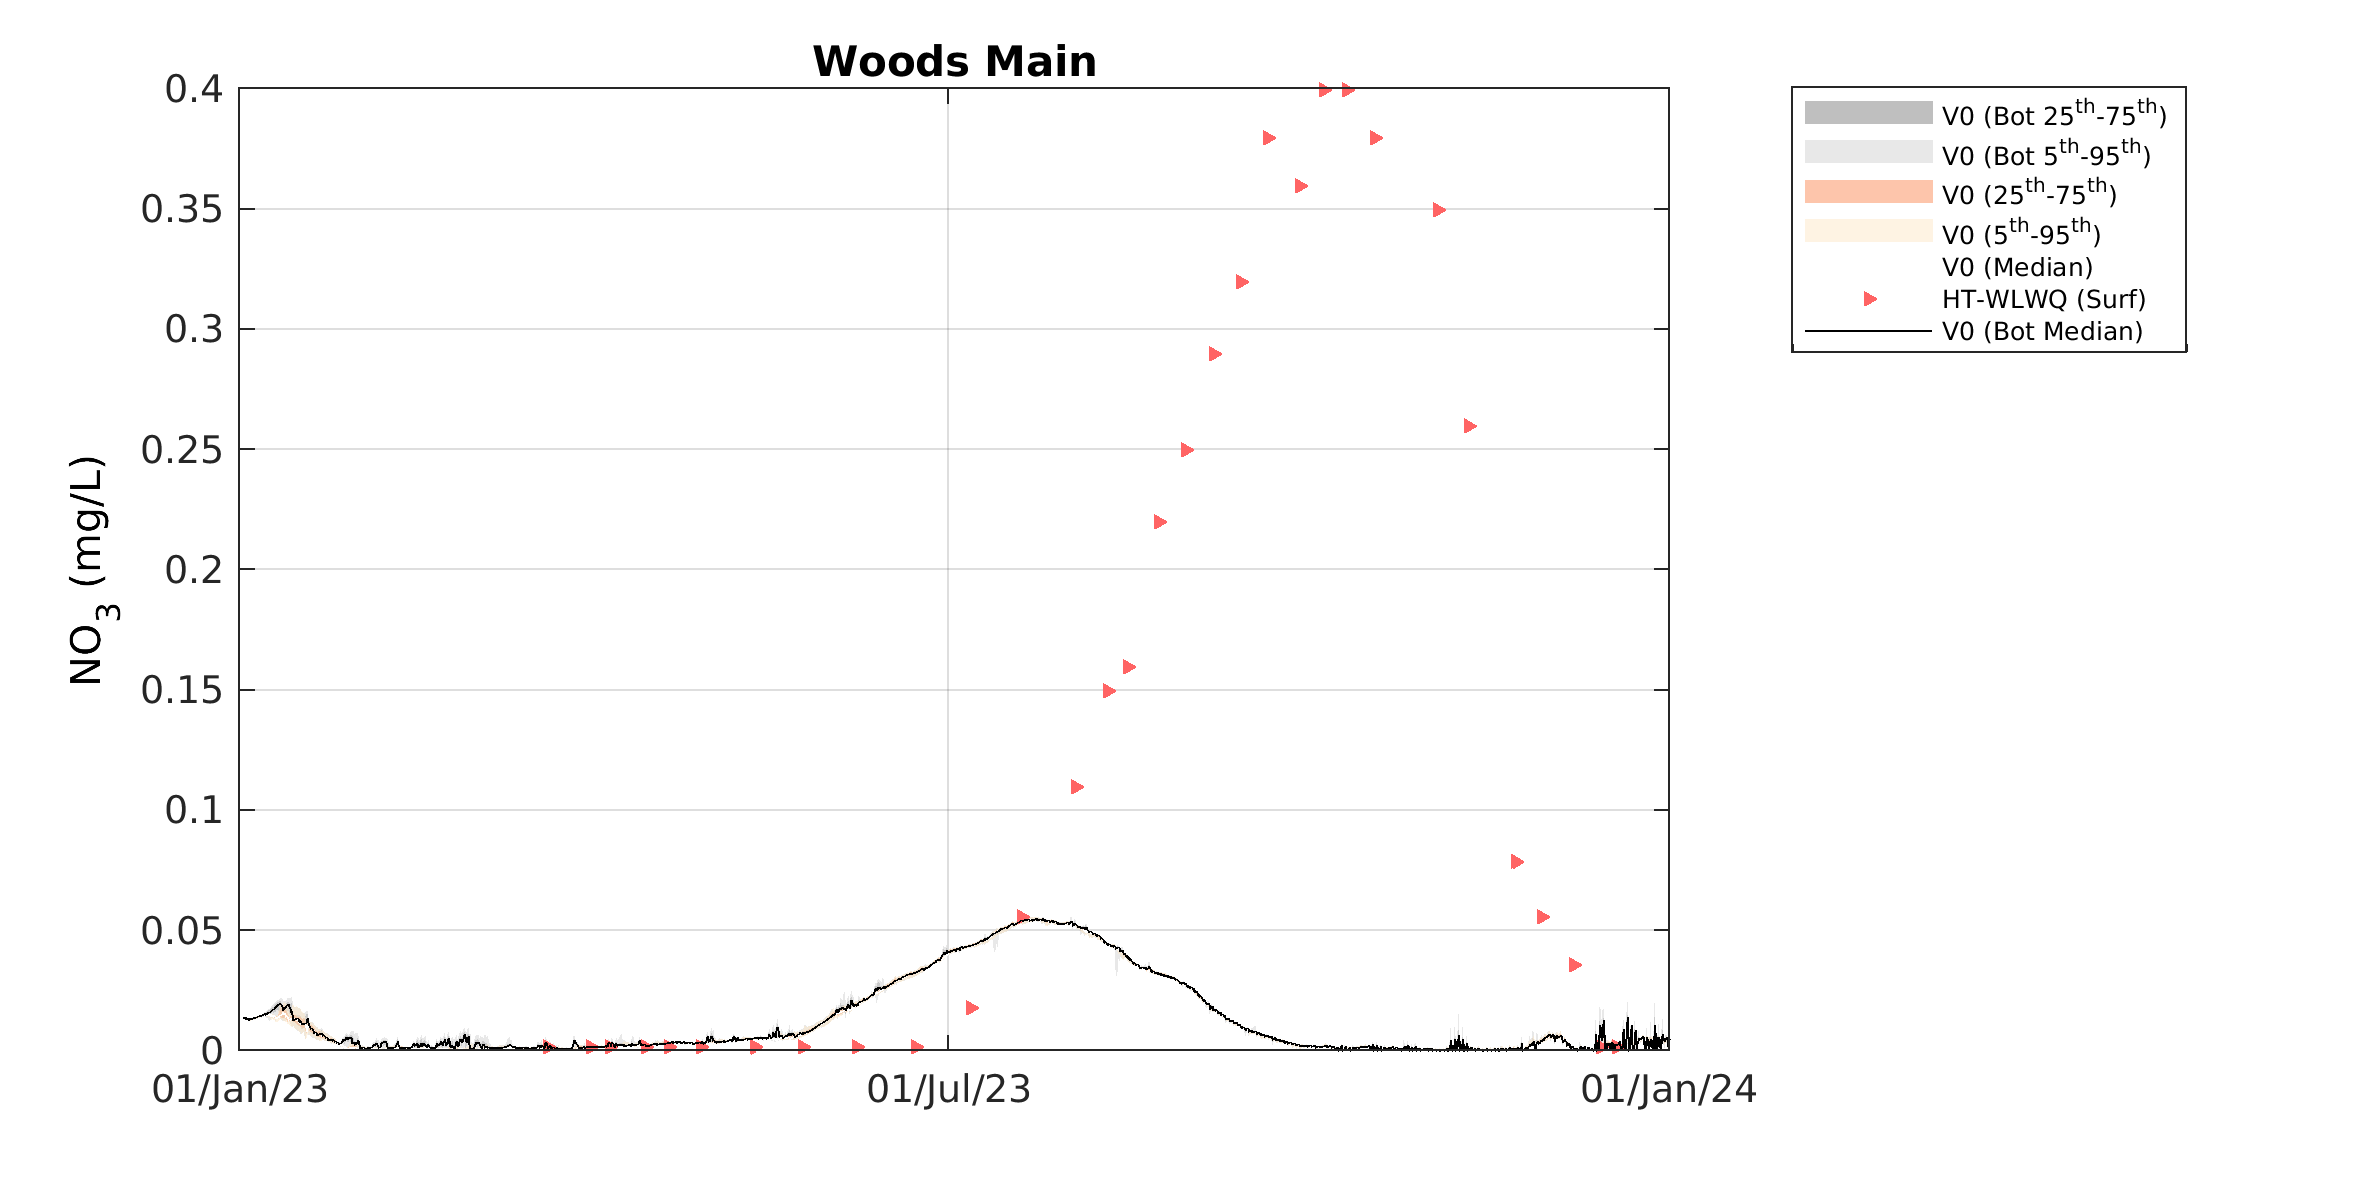 Woods Main
0.4
0.35
0.3
0.25
0.2
0.15
0.1
0.05
0
NO3 (mg/L)
01/Jan/23
01/Jul/23
01/Jan/24
V0 (Bot 25th-75th)
V0 (Bot 5th-95th)
V0 (25th-75th)
V0 (5th-95th)
V0 (Median)
HT-WLWQ (Surf)
V0 (Bot Median)